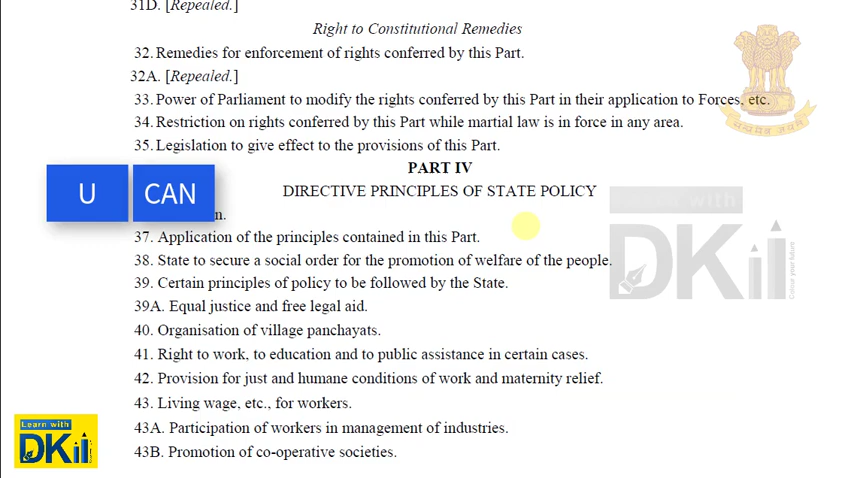 31D. [Repealed.]
Right to Constitutional Remedies
32. Remedies for enforcement of rights conferred by this Part.
32A. [Repealed.]
33. Power of Parliament to modify the rights conferred by this Part in their application to Forces, etc.
34. Restriction on rights conferred by this Part while martial law is in force in any area.
35. Legislation to give effect to the provisions of this Part.
PART IV
DIRECTIVE PRINCIPLES OF STATE POLICY
U CAN
n.
37. Application of the principles contained in this Part.
38. State to secure a social order for the promotion of welfare of the people.
39. Certain principles of policy to be followed by the State.
39A. Equal justice and free legal aid.
40. Organisation of village panchayats.
41. Right to work, to education and to public assistance in certain cases.
42. Provision for just and humane conditions of work and maternity relief.
43. Living wage, etc., for workers.
43A. Participation of workers in management of industries.
43B. Promotion of co-operative societies.
सत्यमेव जयते
Learn with
DKil
Colour your future
Learn with
DKil